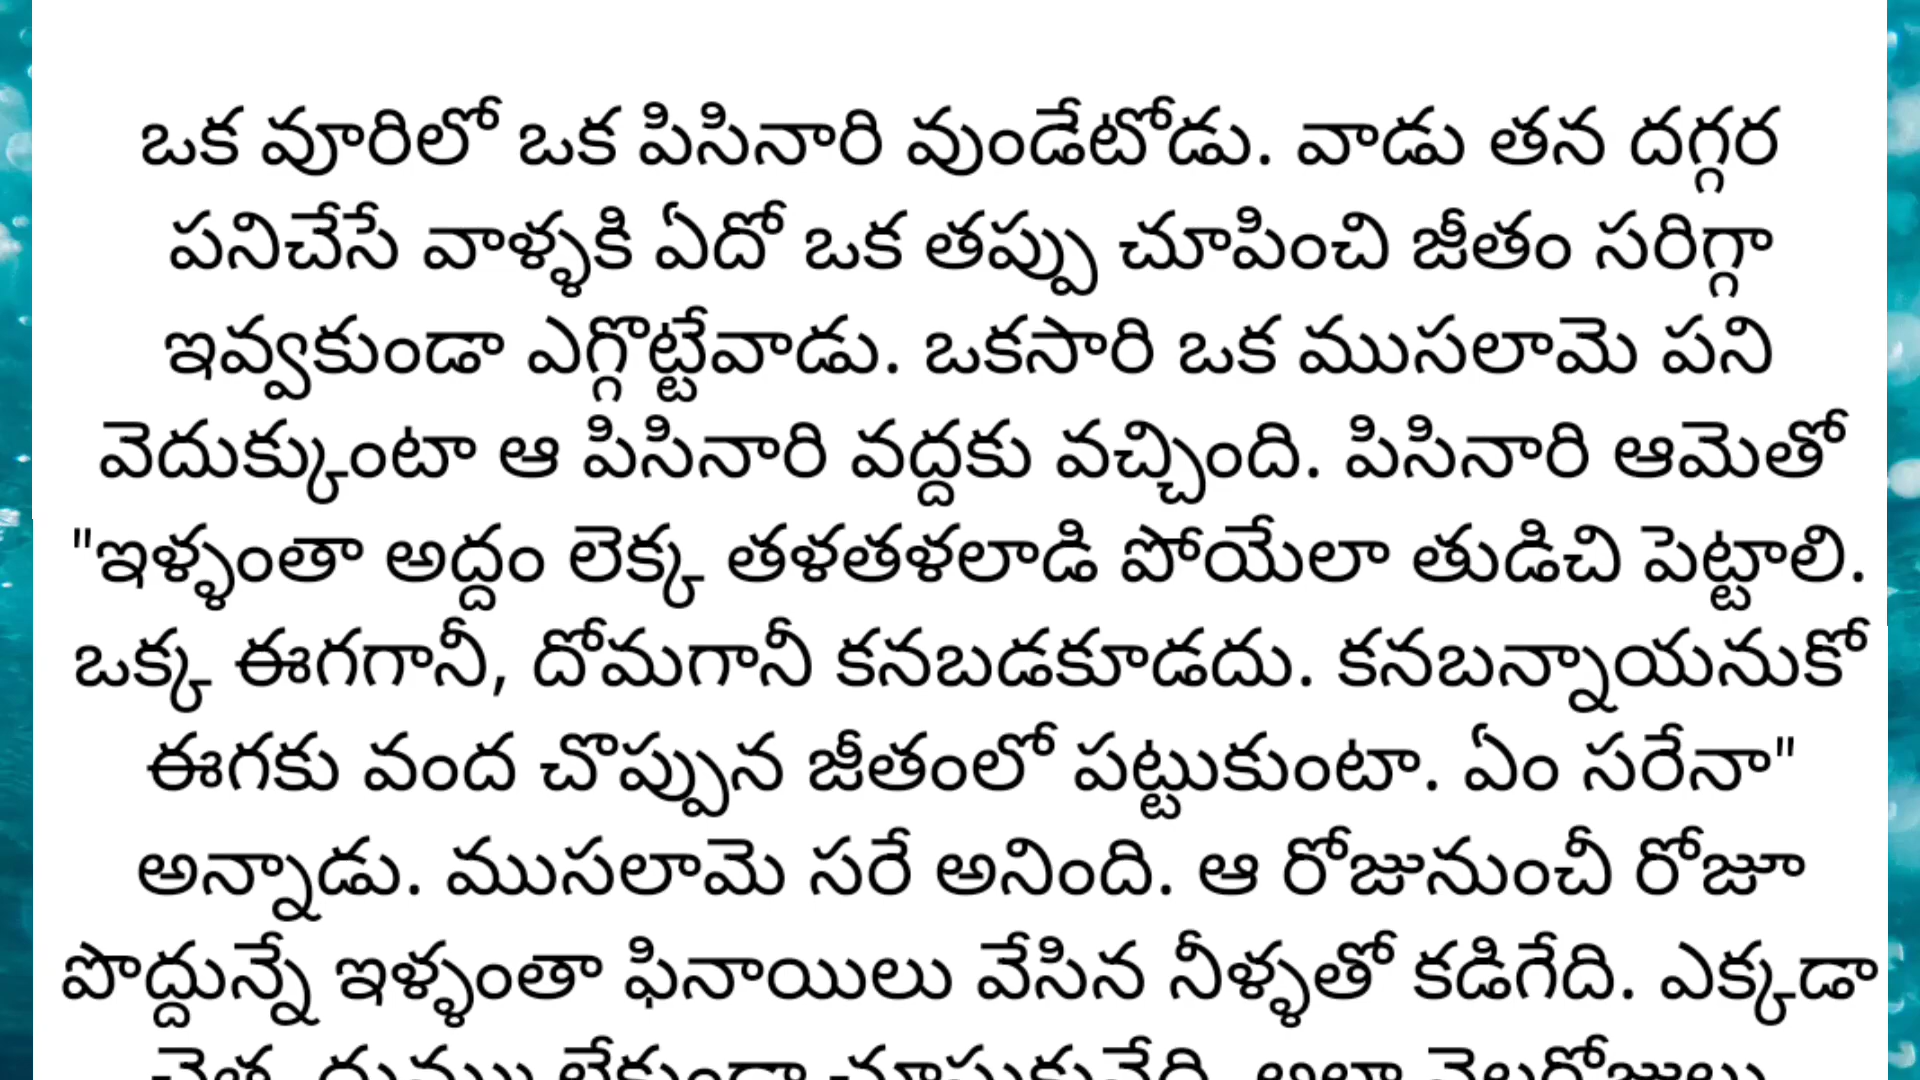 ఒక వూరిలో ఒక పిసినారి వుండేటోడు. వాడు తన దగ్గర
పనిచేసే వాళ్ళకి ఏదో ఒక తప్పు చూపించి జీతం సరిగ్గా
ఇవ్వకుండా ఎగ్గొట్టేవాడు. ఒకసారి ఒక ముసలామె పని
వెదుక్కుంటా ఆ పిసినారి వద్దకు వచ్చింది. పిసినారి ఆమెతో
"ఇళ్ళంతా అద్దం లెక్క తళతళలాడి పోయేలా తుడిచి పెట్టాలి.
ఒక్క ఈగగానీ, దోమగానీ కనబడకూడదు. కనబన్నాయనుకో
ఈగకు వంద చొప్పున జీతంలో పట్టుకుంటా. ఏం సరేనా"
అన్నాడు. ముసలామె సరే అనింది. ఆ రోజునుంచీ రోజూ
పొద్దున్నే ఇళ్ళంతా ఫినాయిలు వేసిన నీళ్ళతో కడిగేది. ఎక్కడా
చెత్త, దుమ్ము లేకుండా చూసుకునేది. అలా నెలరోజులు